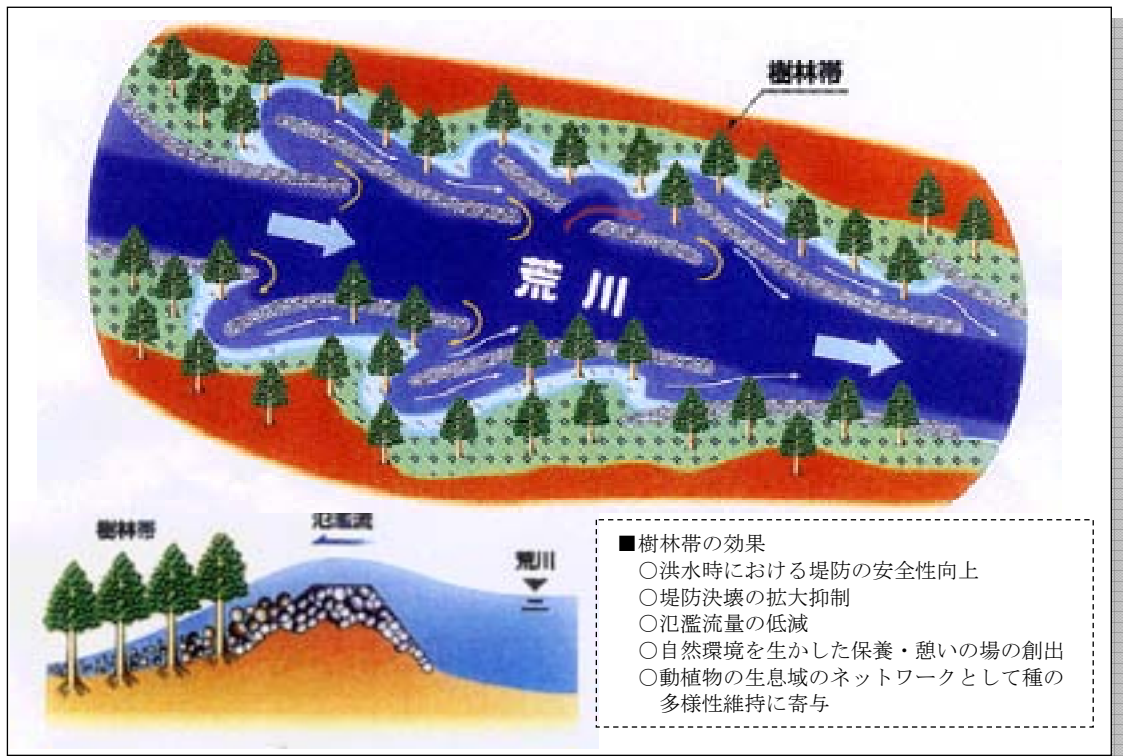 樹林帯
荒川
樹林帯
氾濫流
荒川
■樹林帯の効果
○洪水時における堤防の安全性向上
○堤防決壊の拡大抑制
○氾濫流量の低減
○自然環境を生かした保養・憩いの場の創出
○動植物の生息域のネットワークとして種の
多様性維持に寄与